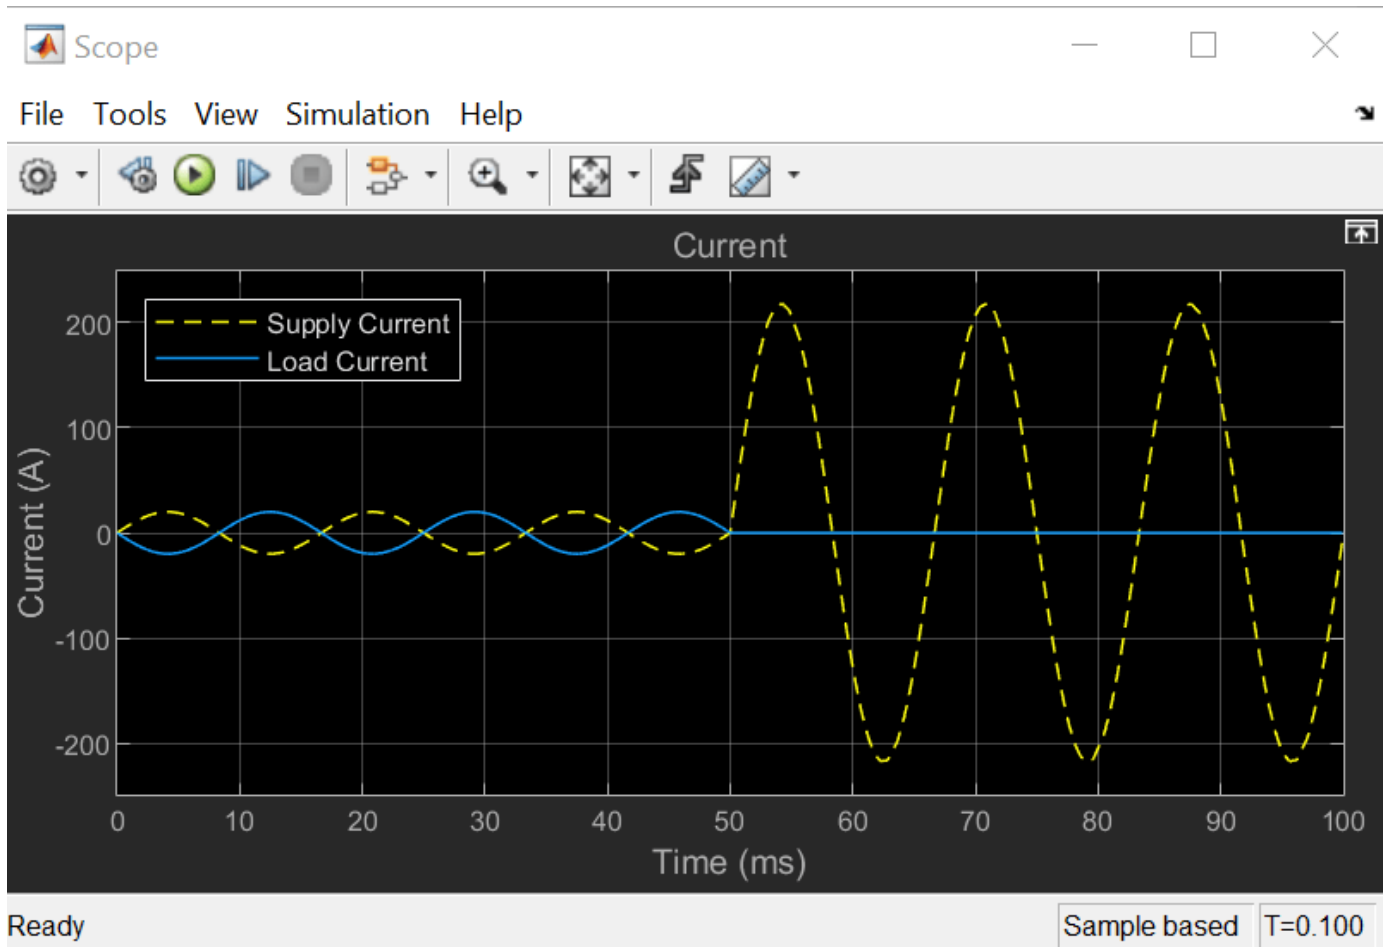 Scope
File Tools View Simulation Help
Current
Supply Current
Load Current
200
100
0
-100
-200
Current (A)
0 10 20 30 40 50 60 70 80 90 100
Time (ms)
Ready
Sample based T=0.100